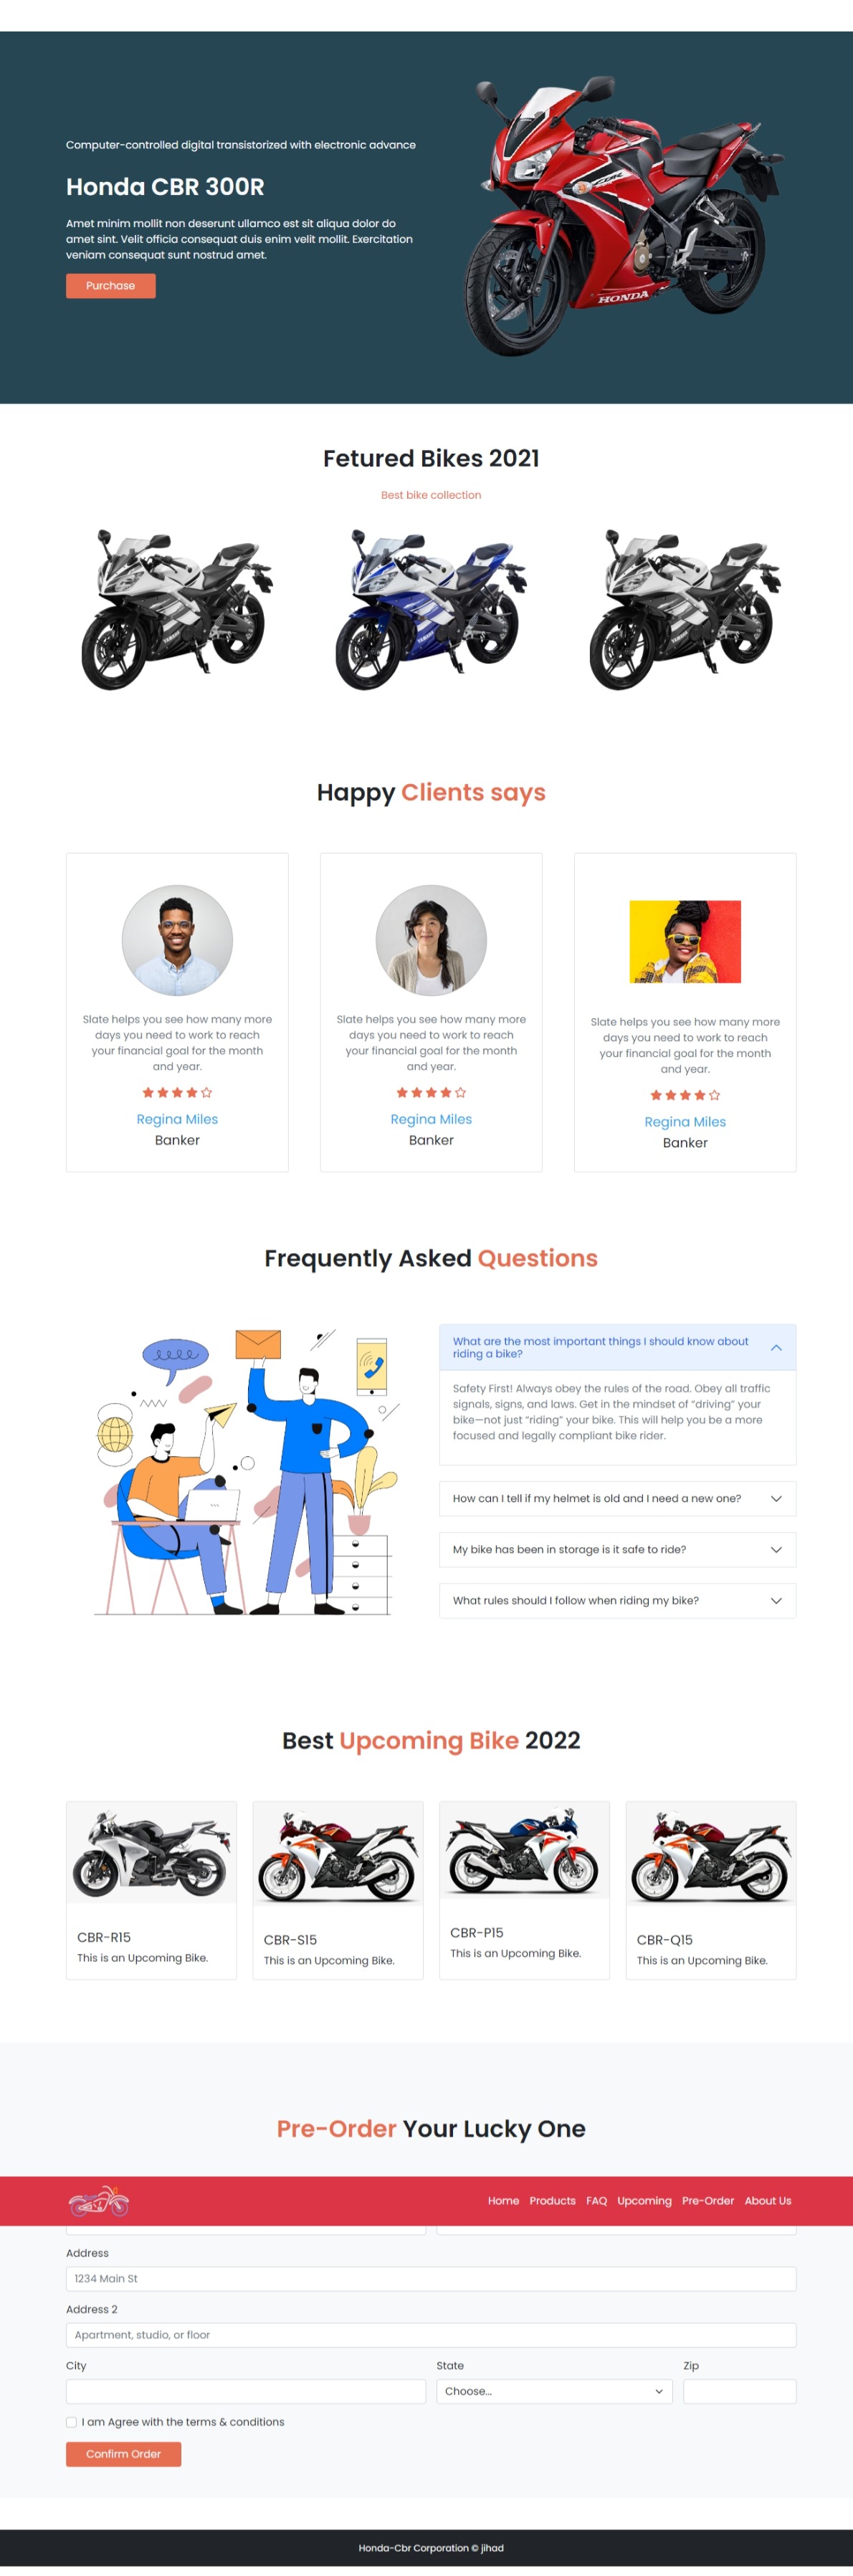 Computer-controlled digital transistorized with electronic advance
Honda CBR 300R
Amet minim mollit non deserunt ullamco est sit aliqua dolor do
amet sint. Velit officia consequat duis enim velit mollit. Exercitation
veniam consequat sunt nostrud amet.
Purchase
HONDA
Fetured Bikes 2021
Best bike collection
Happy Clients says
Slate helps you see how many more
days you need to work to reach
your financial goal for the month
and year.
Regina Miles
Banker
Slate helps you see how many more
days you need to work to reach
your financial goal for the month
and year.
Regina Miles
Banker
Slate helps you see how many more
days you need to work to reach
your financial goal for the month
and year.
Regina Miles
Banker
Frequently Asked Questions
What are the most important things I should know about
riding a bike?
Safety First! Always obey the rules of the road. Obey all traffic
signals, signs, and laws. Get in the mindset of “driving” your
bike—not just “riding” your bike. This will help you be a more
focused and legally compliant bike rider.
How can I tell if my helmet is old and I need a new one?
My bike has been in storage is it safe to ride?
What rules should I follow when riding my bike?
Best Upcoming Bike 2022
CBR-R15
This is an Upcoming Bike.
CBR-S15
This is an Upcoming Bike.
CBR-P15
This is an Upcoming Bike.
CBR-Q15
This is an Upcoming Bike.
Pre-Order Your Lucky One
Home Products FAQ Upcoming Pre-Order About Us
Address
1234 Main St
Address 2
Apartment, studio, or floor
City State Zip
Choose...
I am Agree with the terms & conditions
Confirm Order
Honda-Cbr Corporation © jihad